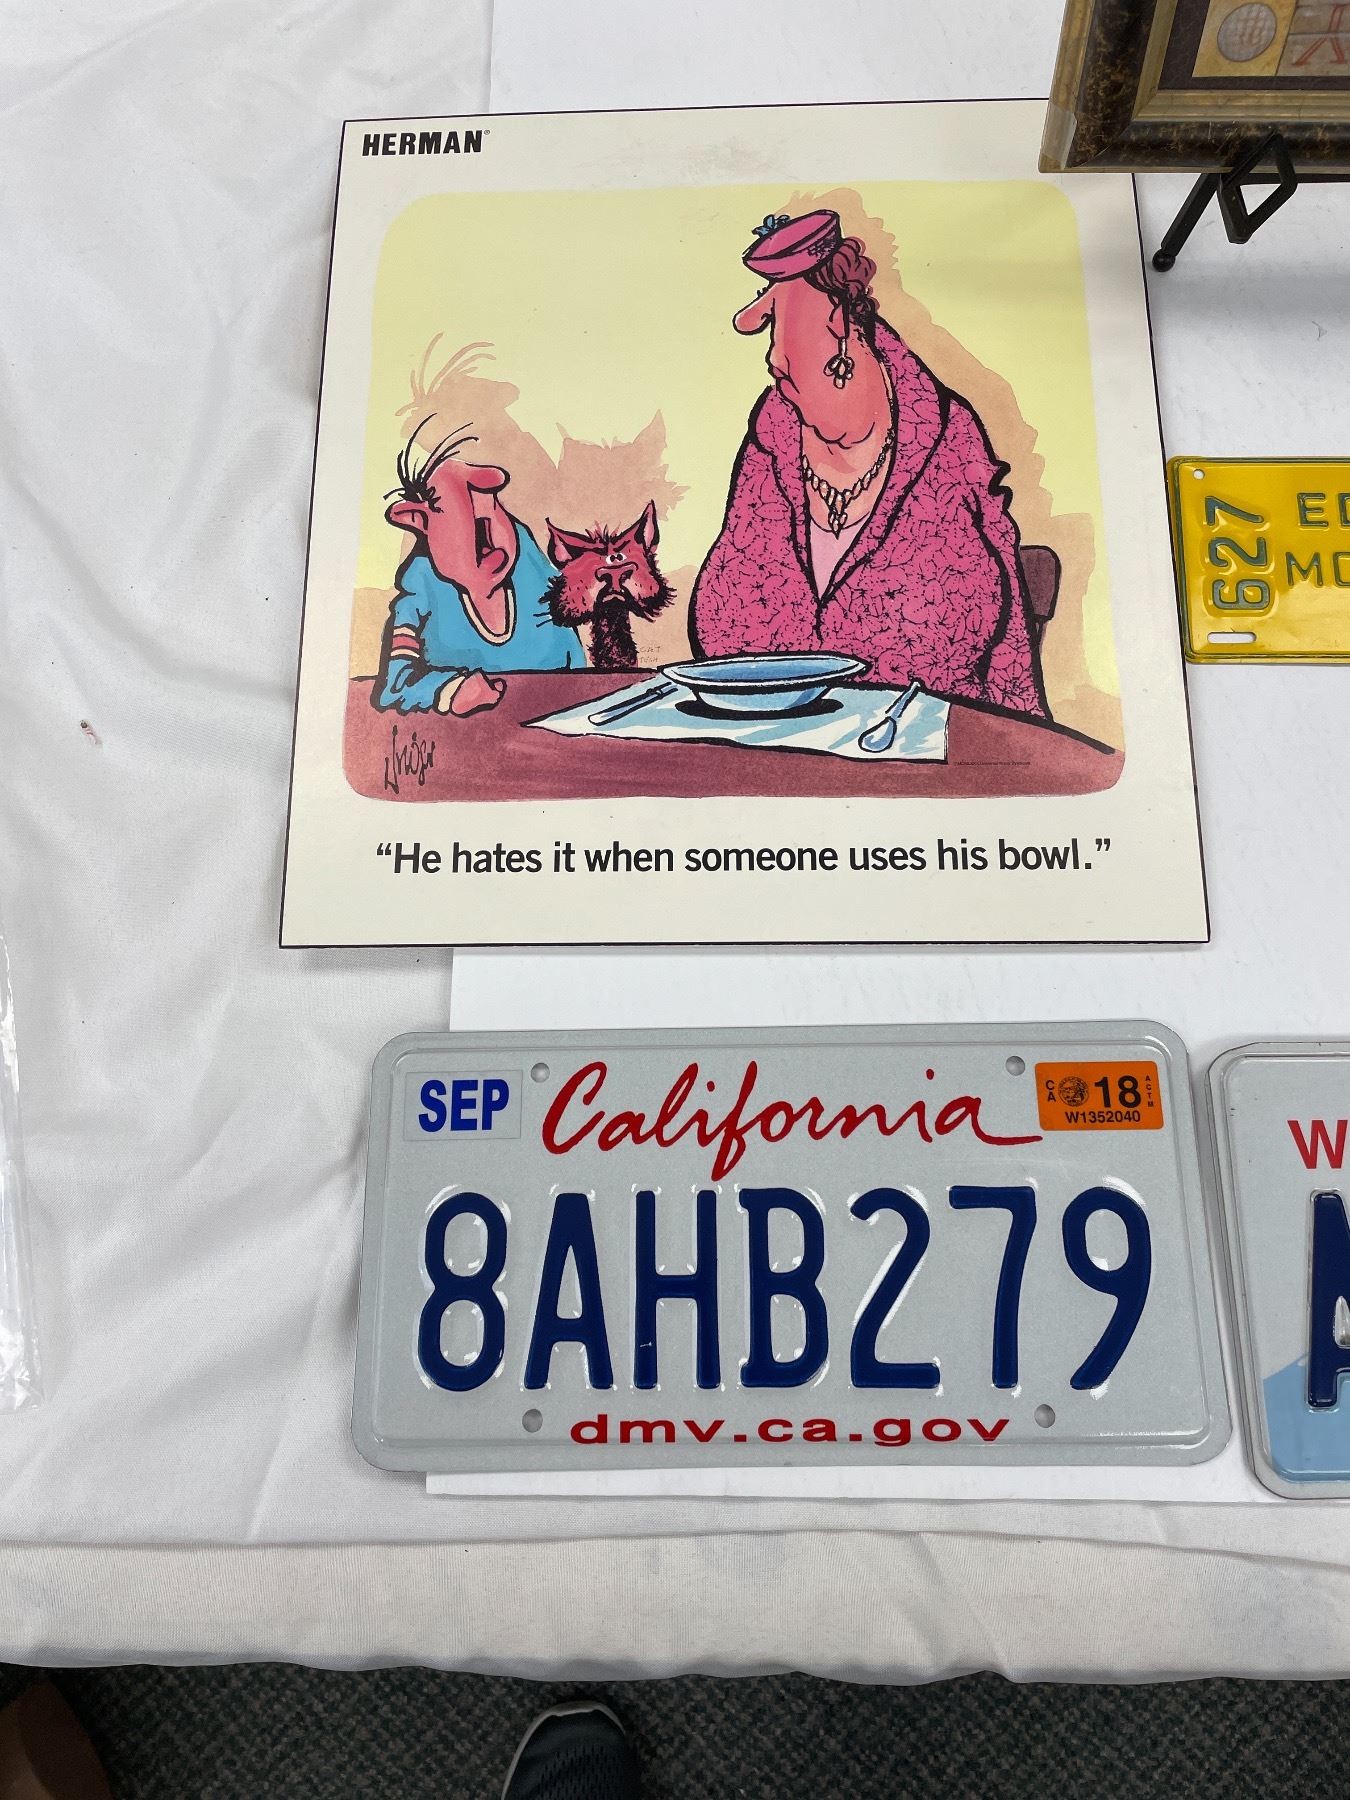 HERMAN®
"He hates it when someone uses his bowl."
627
SEP
California
CA
18
W1352040
8AHB279
dmv.ca.gov